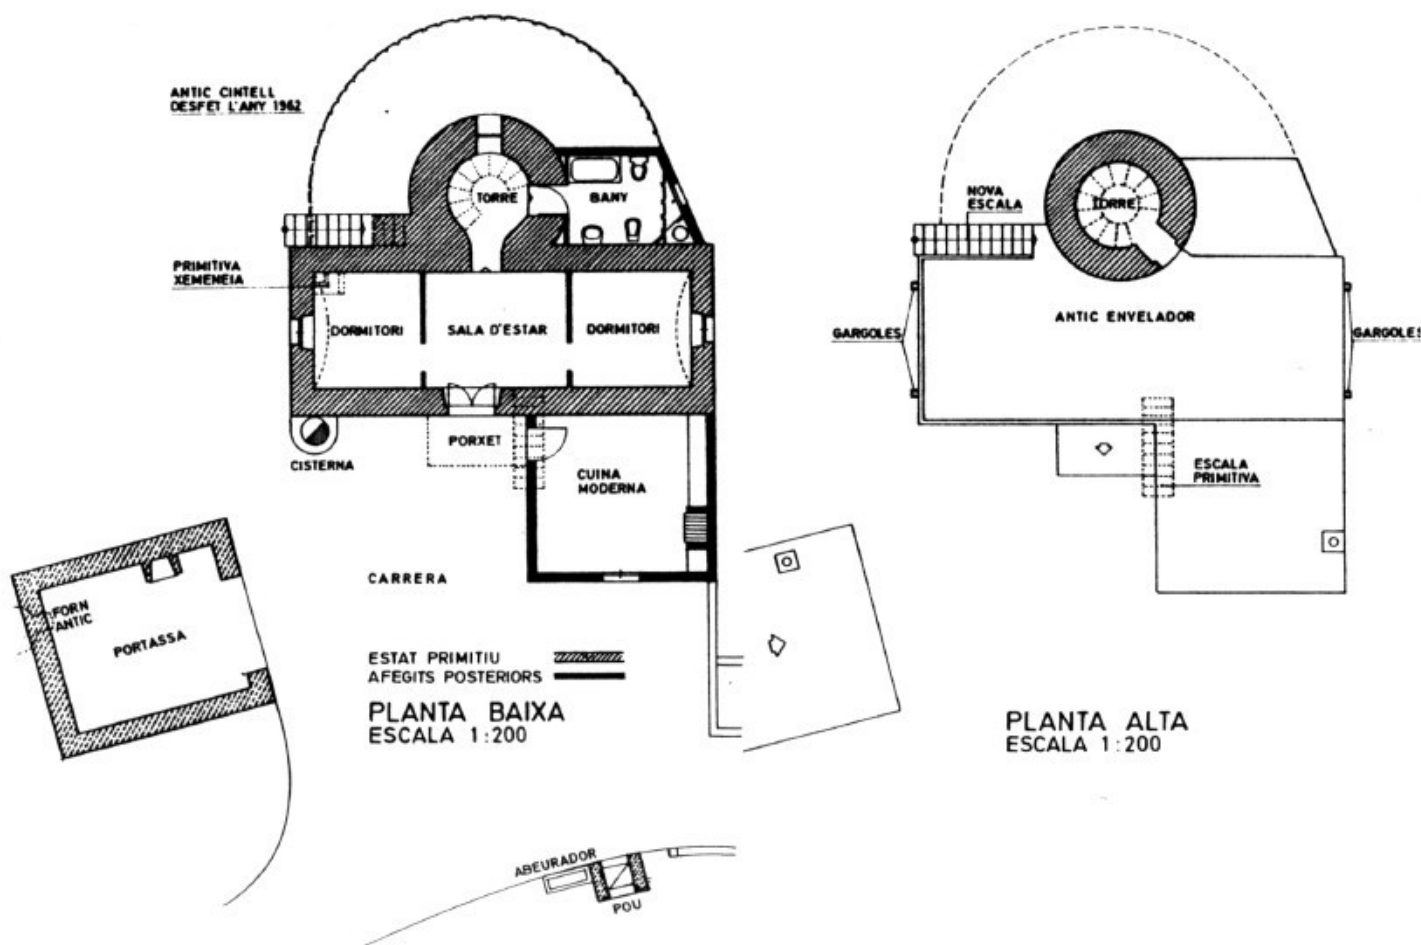 ANTIC CINTELL
DESFET L'ANY 1962
TORRE
BANY
PRIMITIVA
XEMENEIA
DORMITORI
SALA D'ESTAR
DORMITORI
CISTERNA
PORXET
CUINA
MODERNA
FORN
ANTIC
PORTASSA
CARRERA
ESTAT PRIMITIU
AFEGITS POSTERIORS
PLANTA BAIXA
ESCALA 1:200
ABEURADOR
POU
NOVA
ESCALA
TORRE
GARGOLES
ANTIC ENVELADOR
GARGOLES
ESCALA
PRIMITIVA
PLANTA ALTA
ESCALA 1:200